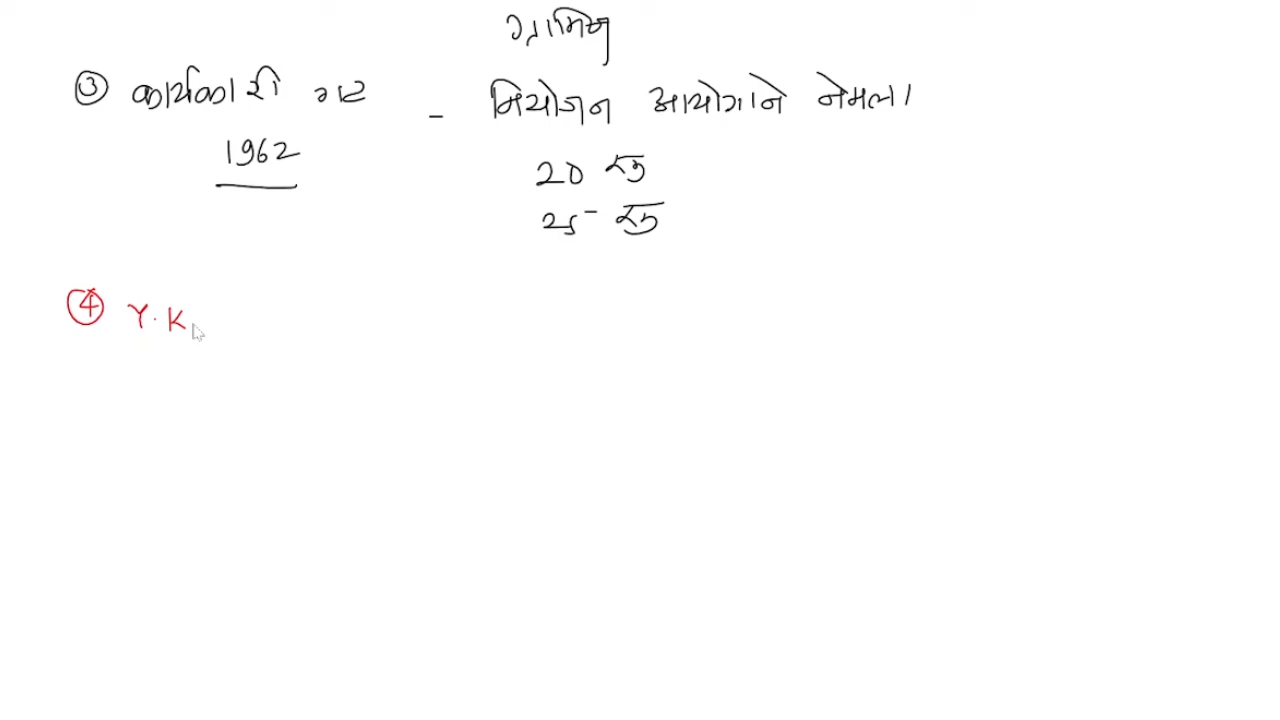 ग्रामिण
③ कार्यकारी गट - नियोजन आयोगाने नेमला
1962
20 रु
25 - रु
④ Y. K